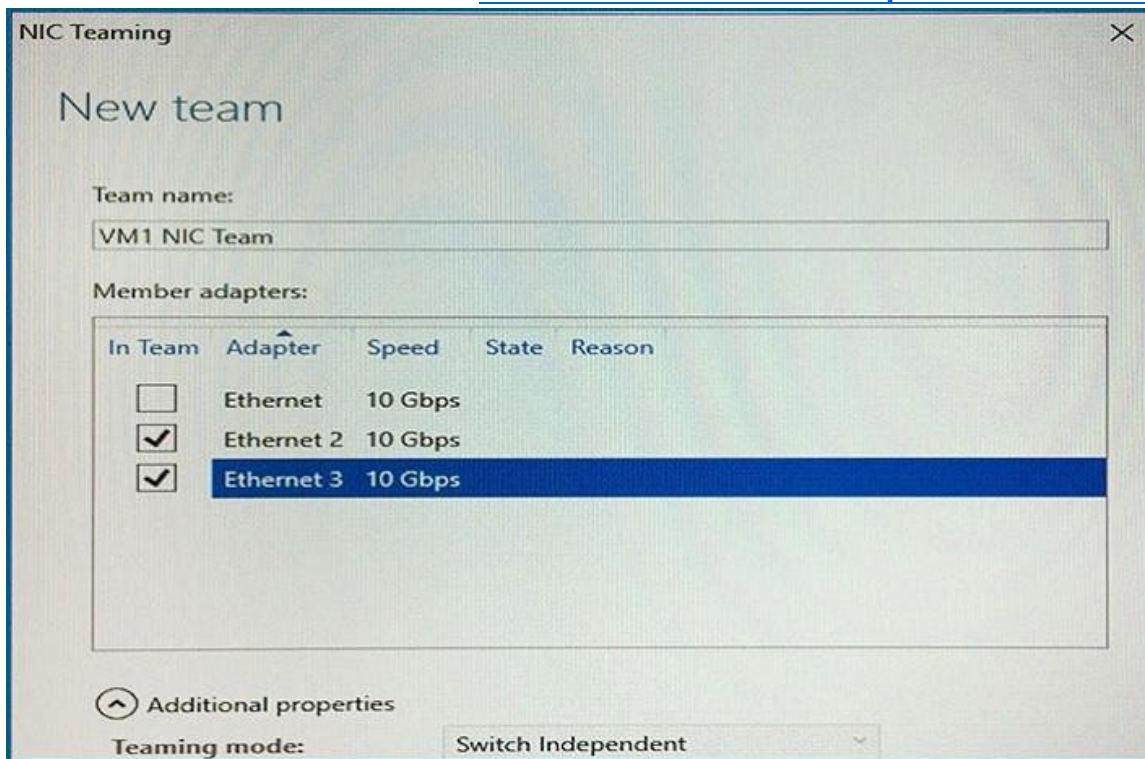 NIC Teaming
New team
Team name:
VM1 NIC Team
Member adapters:
In Team Adapter Speed State Reason
Ethernet 10 Gbps
Ethernet 2 10 Gbps
Ethernet 3 10 Gbps
Additional properties
Teaming mode: Switch Independent